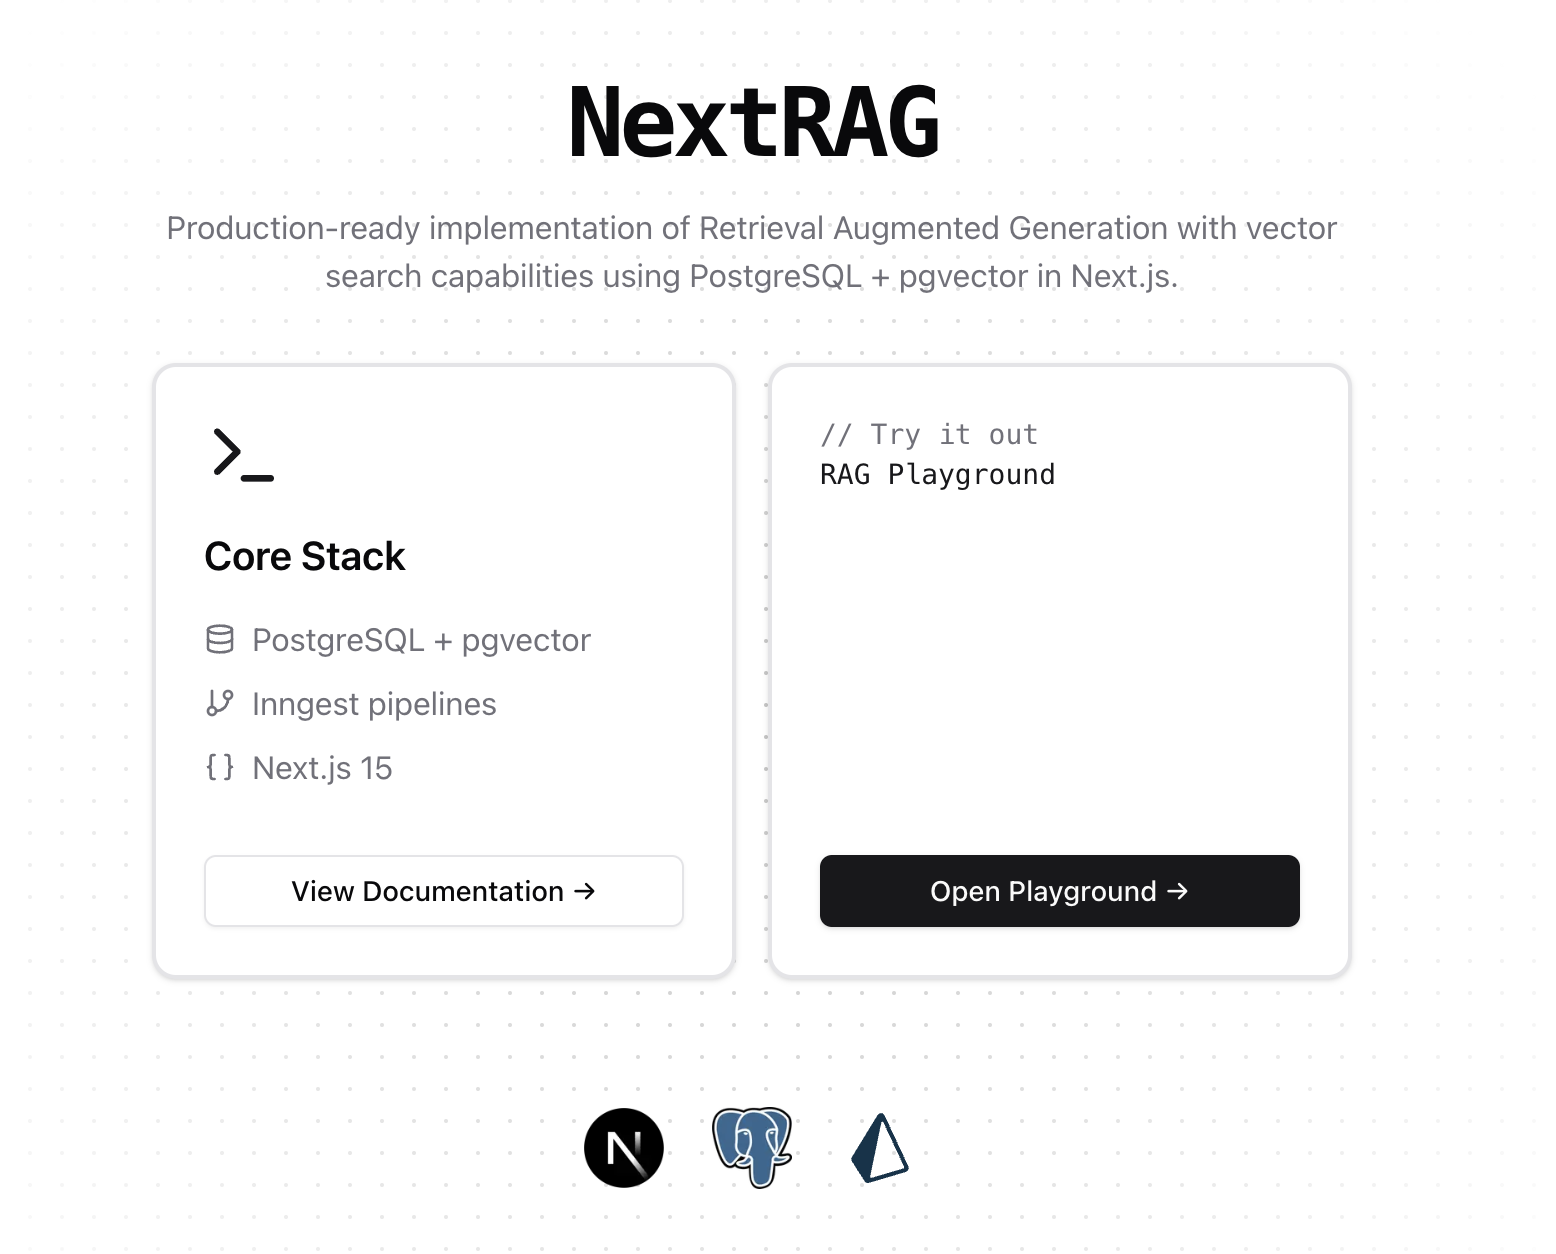 NextRAG
Production-ready implementation of Retrieval Augmented Generation with vector
search capabilities using PostgreSQL + pgvector in Next.js.
Core Stack
PostgreSQL + pgvector
Inngest pipelines
Next.js 15
View Documentation →
// Try it out
RAG Playground
Open Playground →
N